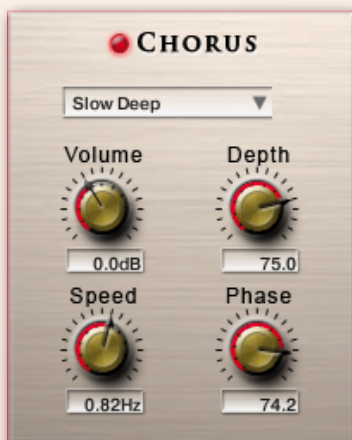 CHORUS
Slow Deep
Volume Depth
0.0dB 75.0
Speed Phase
0.82Hz 74.2